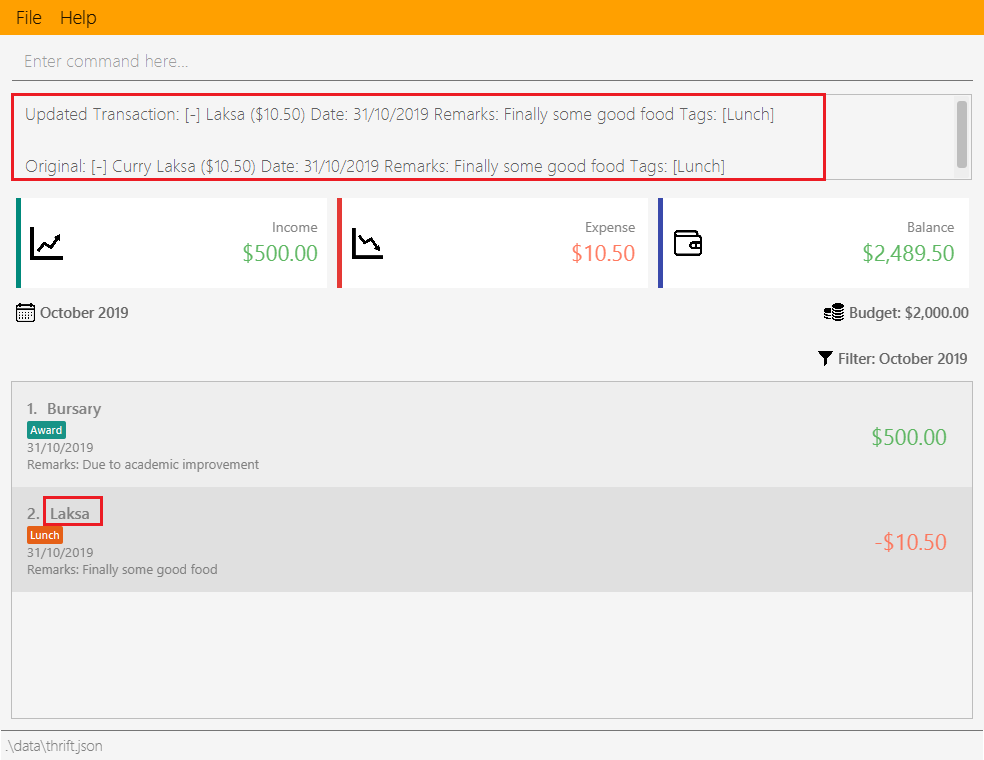 File Help
Enter command here...
Updated Transaction: [-] Laksa ($10.50) Date: 31/10/2019 Remarks: Finally some good food Tags: [Lunch]
Original: [-] Curry Laksa ($10.50) Date: 31/10/2019 Remarks: Finally some good food Tags: [Lunch]
Income
$500.00
Expense
$10.50
Balance
$2,489.50
October 2019
Budget: $2,000.00
Filter: October 2019
1. Bursary
Award
31/10/2019
Remarks: Due to academic improvement
$500.00
2. Laksa
Lunch
31/10/2019
Remarks: Finally some good food
-$10.50
.\data\thrift.json